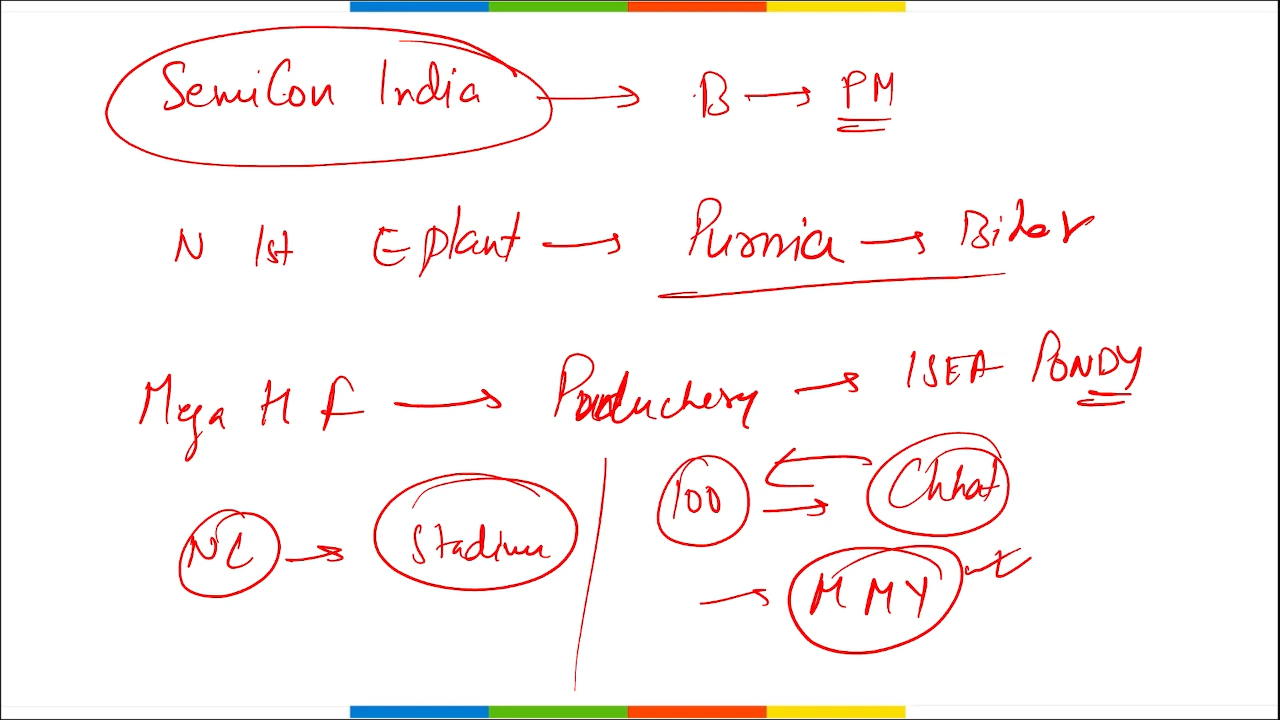 SemiCon India → B → PM
N 1st E plant → Purnia → Bihar
Mega H F → Puducherry → ISEA PONDY
NC → Stadium
100 Chhat
→ MMY